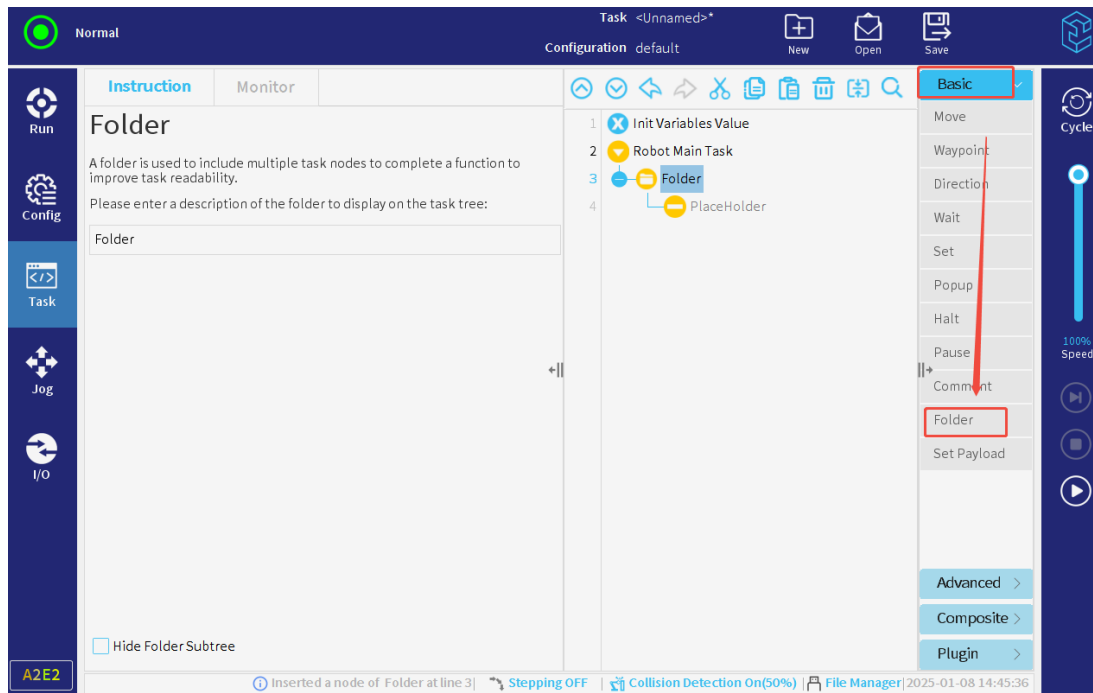 Normal
Task <Unnamed>*
Configuration default
New
Open
Save
Run
Config
Task
Jog
I/O
A2E2
Instruction
Monitor
Folder
A folder is used to include multiple task nodes to complete a function to
improve task readability.
Please enter a description of the folder to display on the task tree:
Folder
Hide Folder Subtree
1 Init Variables Value
2 Robot Main Task
3 Folder
4 PlaceHolder
Basic
Move
Waypoint
Direction
Wait
Set
Popup
Halt
Pause
Comment
Folder
Set Payload
Advanced >
Composite >
Plugin >
Cycle
100%
Speed
Inserted a node of Folder at line 3| Stepping OFF | Collision Detection On(50%) | File Manager| 2025-01-08 14:45:36